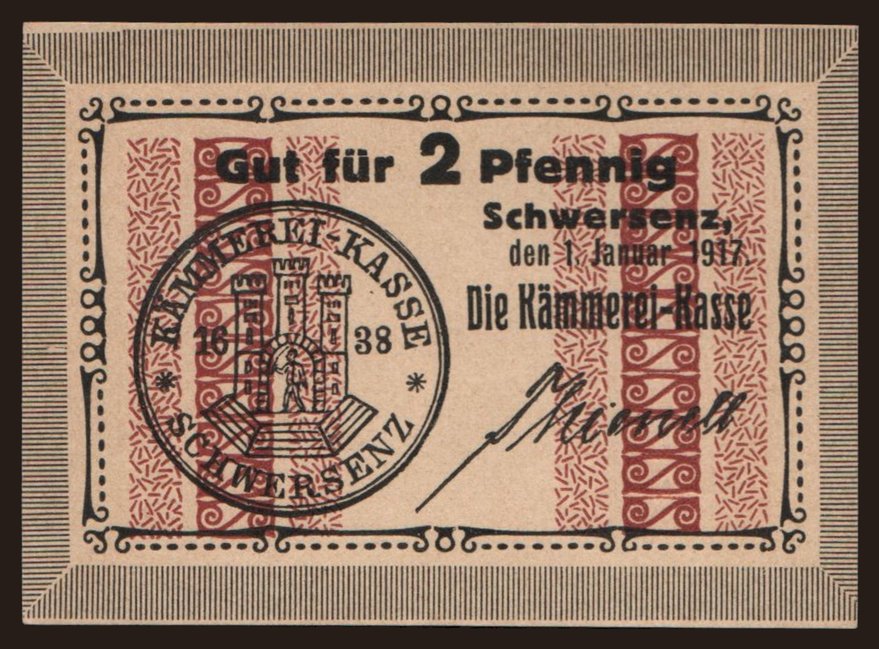 Gut für 2 Pfennig
Schwersenz,
den 1. Januar 1917.
Die Kämmerei-Kasse
KÄMMEREI-KASSE
16 38
* SCHWERSENZ *